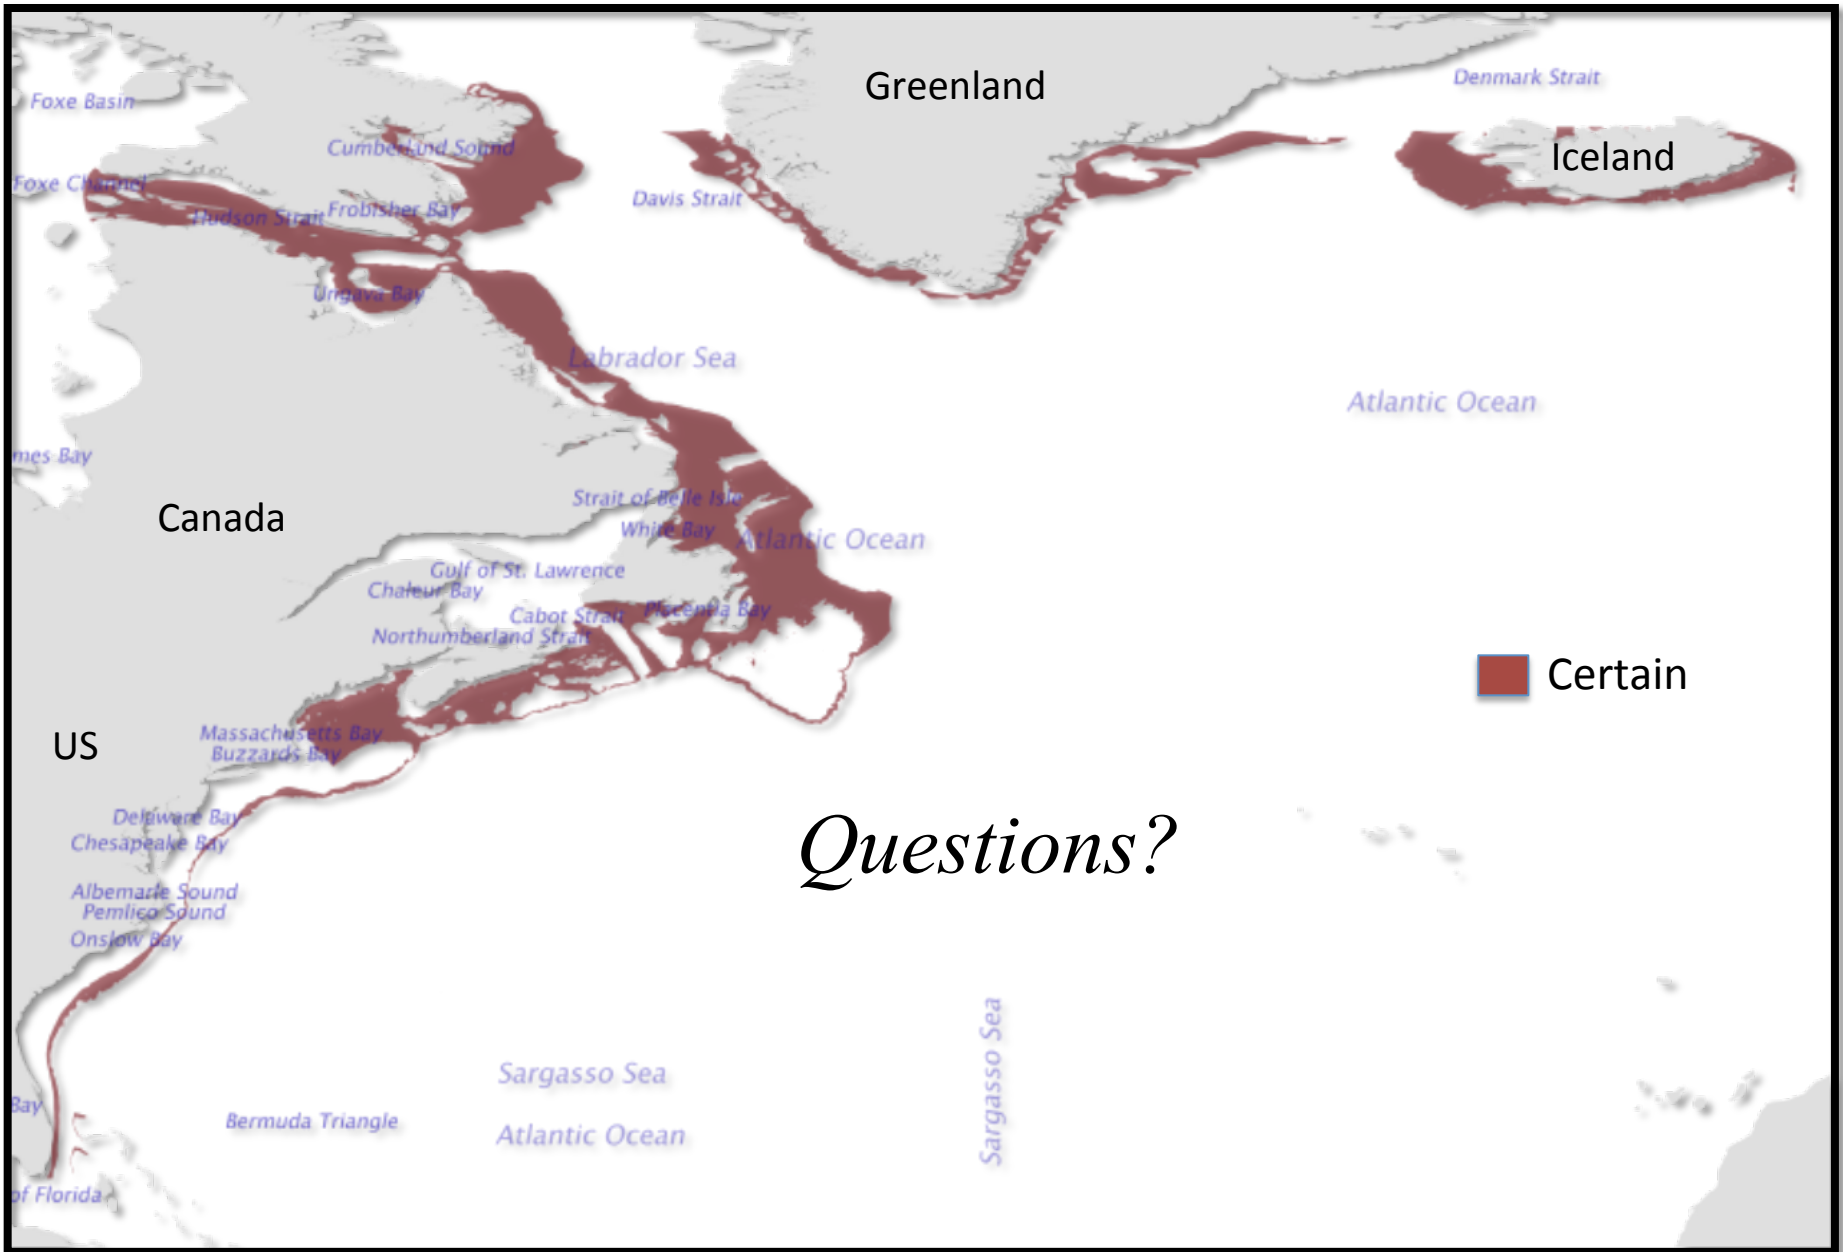 Greenland
Denmark Strait
Foxe Basin
Cumberland Sound
Iceland
Foxe Channel
Davis Strait
Hudson Strait
Frobisher Bay
Ungava Bay
Labrador Sea
Atlantic Ocean
mes Bay
Canada
Strait of Belle Isle
White Bay
Atlantic Ocean
Gulf of St. Lawrence
Chaleur Bay
Cabot Strait
Placentia Bay
Northumberland Strait
Certain
US
Massachusetts Bay
Buzzards Bay
Delaware Bay
Chesapeake Bay
Questions?
Albemarle Sound
Pemlico Sound
Onslow Bay
Sargasso Sea
Sargasso Sea
Bay
Bermuda Triangle
Atlantic Ocean
of Florida